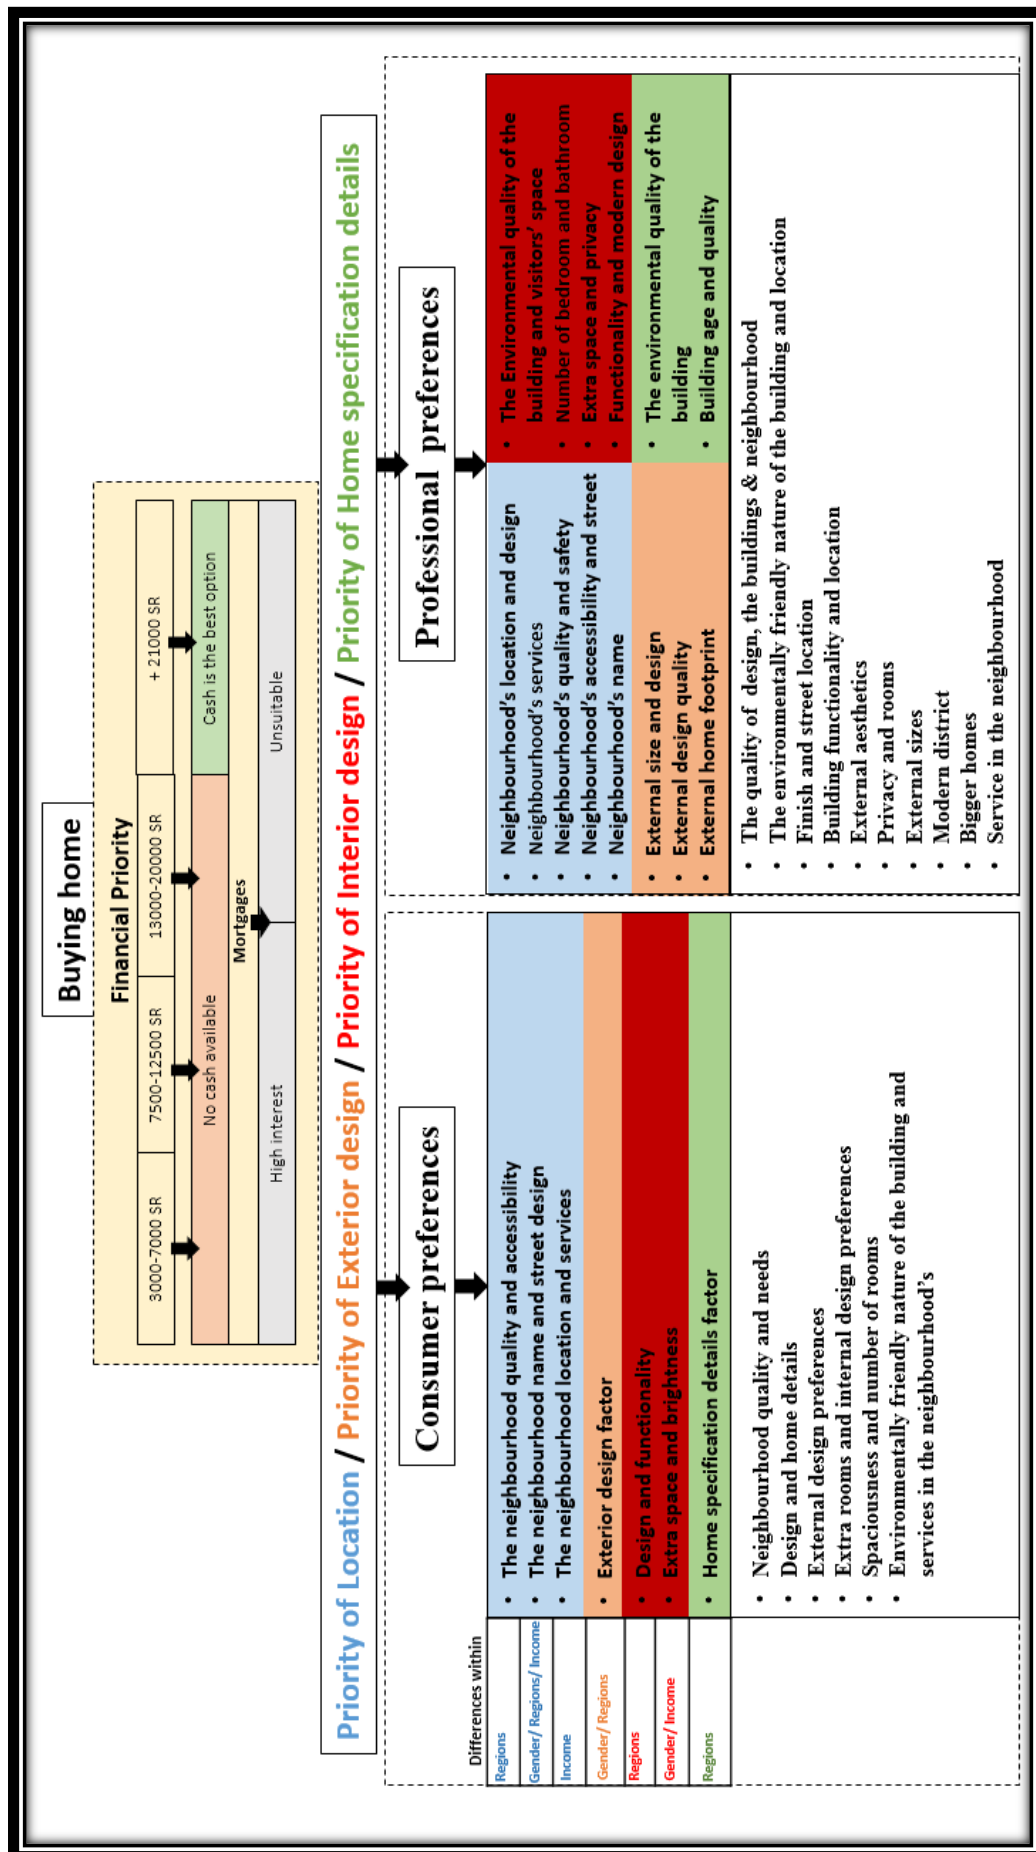 Buying home
Financial Priority
3000-7000 SR
7500-12500 SR
13000-20000 SR
+ 21000 SR
No cash available
Cash is the best option
Mortgages
High interest
Unsuitable
Priority of Location / Priority of Exterior design / Priority of Interior design / Priority of Home specification details
Consumer preferences
Differences within
Regions
Gender/ Regions/ Income
Income
Gender/ Regions
Regions
Gender/ Income
Regions
• The neighbourhood quality and accessibility
• The neighbourhood name and street design
• The neighbourhood location and services
• Exterior design factor
• Design and functionality
• Extra space and brightness
• Home specification details factor
• Neighbourhood quality and needs
• Design and home details
• External design preferences
• Extra rooms and internal design preferences
• Spaciousness and number of rooms
• Environmentally friendly nature of the building and
services in the neighbourhood's
Professional preferences
• Neighbourhood's location and design
• Neighbourhood's services
• Neighbourhood's quality and safety
• Neighbourhood's accessibility and street
• Neighbourhood's name
• The Environmental quality of the
building and visitors' space
• Number of bedroom and bathroom
• Extra space and privacy
• Functionality and modern design
• External size and design
• External design quality
• External home footprint
• The environmental quality of the
building
• Building age and quality
• The quality of design, the buildings & neighbourhood
• The environmentally friendly nature of the building and location
• Finish and street location
• Building functionality and location
• External aesthetics
• Privacy and rooms
• External sizes
• Modern district
• Bigger homes
• Service in the neighbourhood